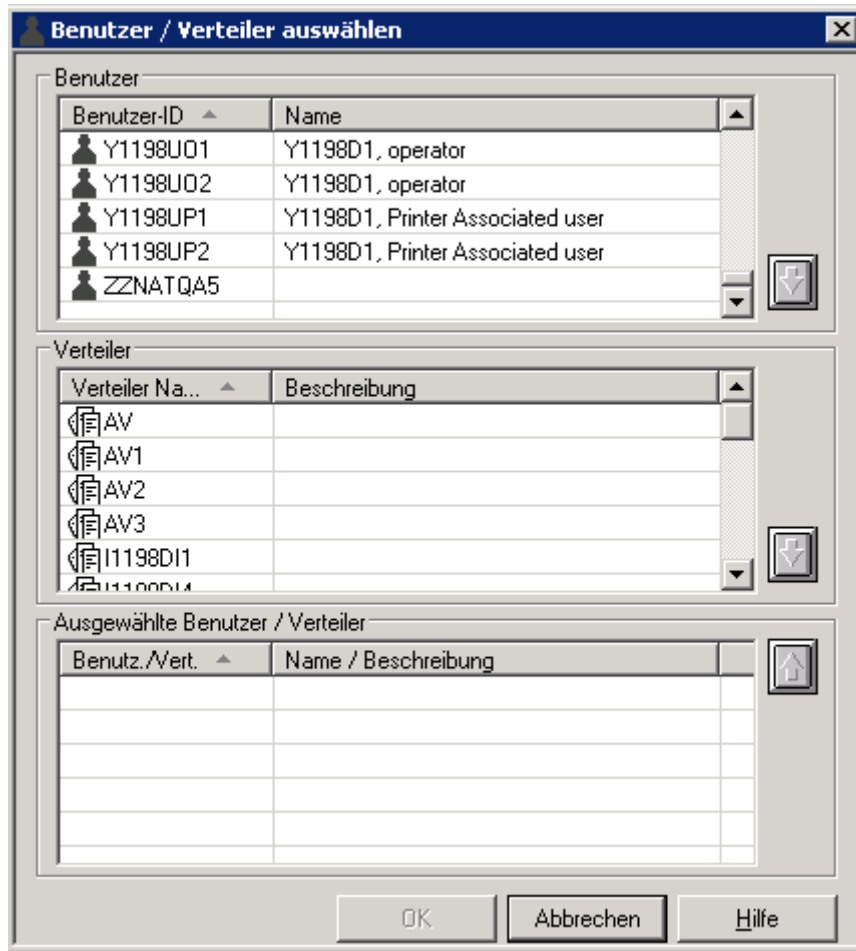 Benutzer / Verteiler auswählen
Benutzer
Benutzer-ID Name
Y1198UO1 Y1198D1, operator
Y1198UO2 Y1198D1, operator
Y1198UP1 Y1198D1, Printer Associated user
Y1198UP2 Y1198D1, Printer Associated user
ZZNATQA5
Verteiler
Verteiler Na... Beschreibung
AV
AV1
AV2
AV3
I1198DI1
Ausgewählte Benutzer / Verteiler
Benutz./Vert. Name / Beschreibung
OK Abbrechen Hilfe